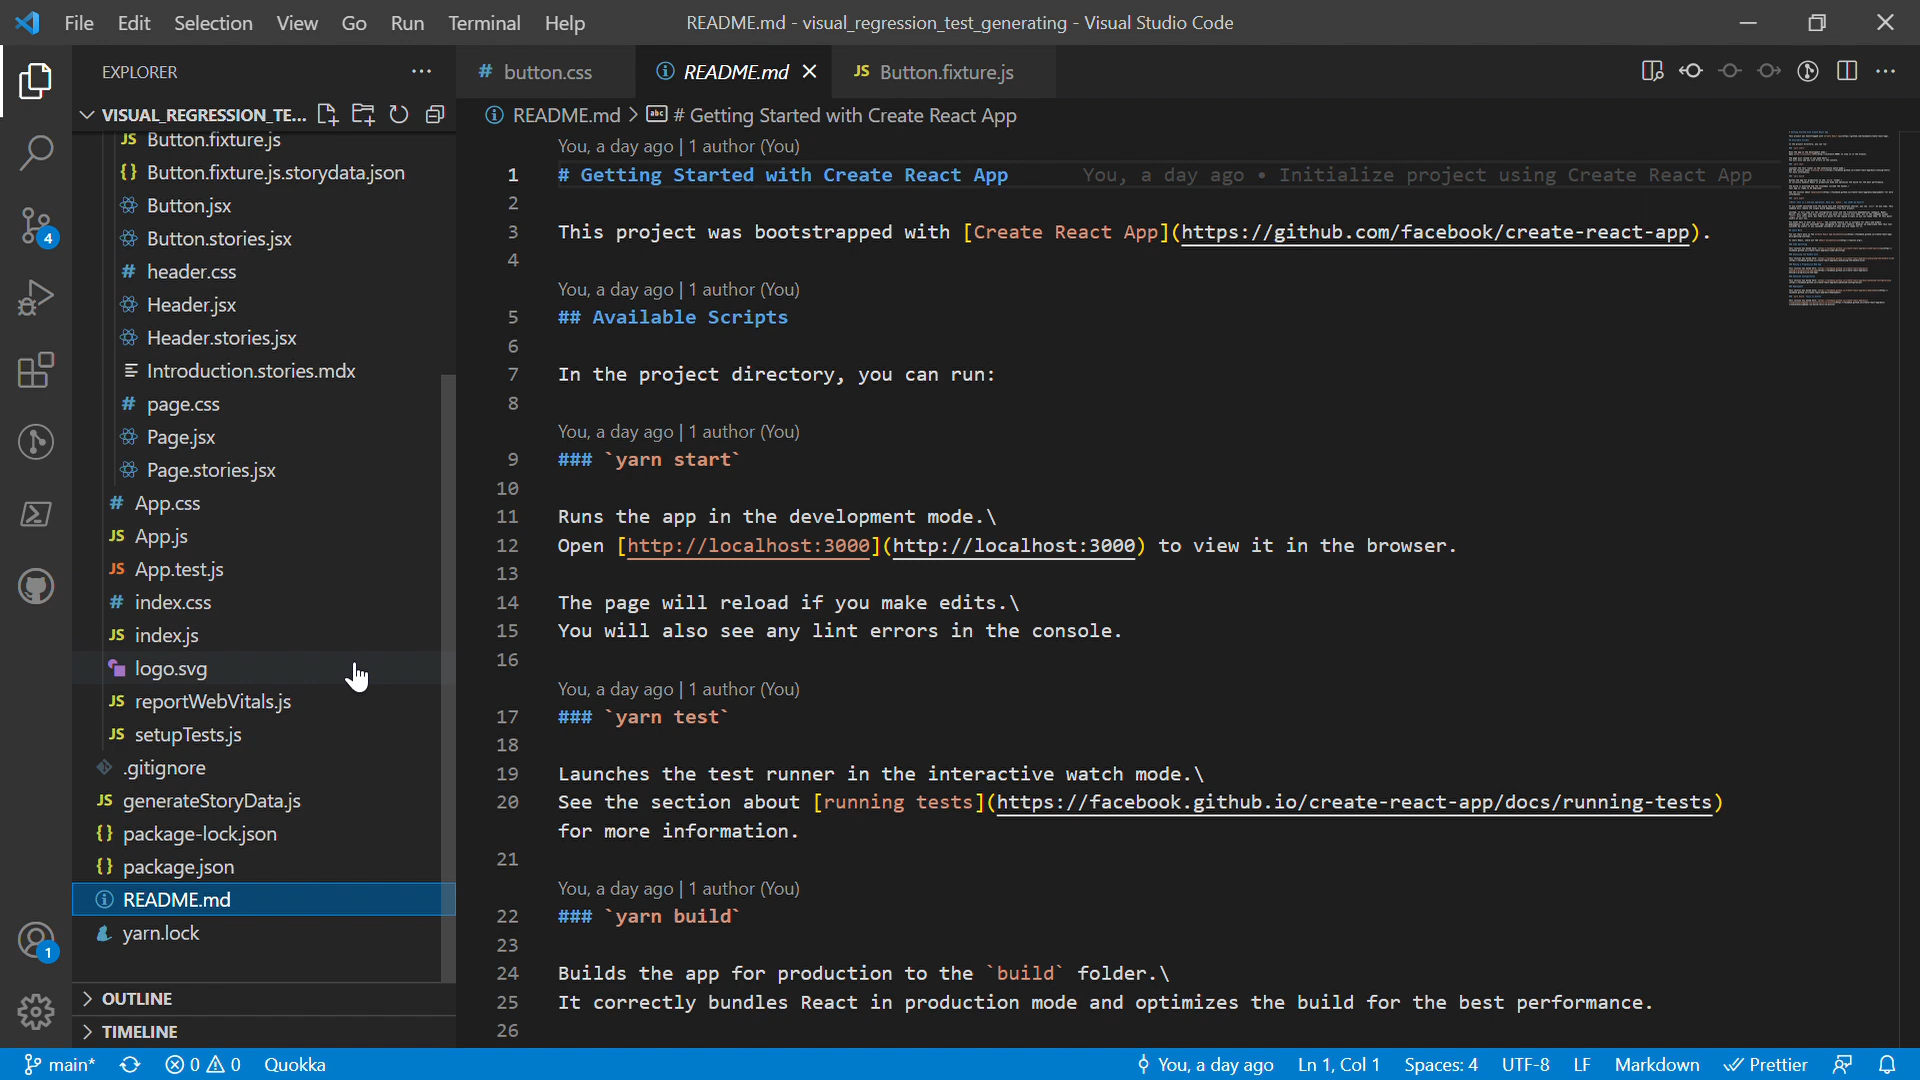 File Edit Selection View Go Run Terminal Help README.md - visual_regression_test_generating - Visual Studio Code
EXPLORER
VISUAL_REGRESSION_TE...
Button.fixture.js
Button.fixture.js.storydata.json
Button.jsx
Button.stories.jsx
header.css
Header.jsx
Header.stories.jsx
Introduction.stories.mdx
page.css
Page.jsx
Page.stories.jsx
App.css
App.js
App.test.js
index.css
index.js
logo.svg
reportWebVitals.js
setupTests.js
.gitignore
generateStoryData.js
package-lock.json
package.json
README.md
yarn.lock
OUTLINE
TIMELINE
4
1
# button.css README.md JS Button.fixture.js
README.md > # Getting Started with Create React App
You, a day ago | 1 author (You)
1 # Getting Started with Create React App You, a day ago • Initialize project using Create React App
2
3 This project was bootstrapped with [Create React App](https://github.com/facebook/create-react-app).
4
You, a day ago | 1 author (You)
5 ## Available Scripts
6
7 In the project directory, you can run:
8
You, a day ago | 1 author (You)
9 ### `yarn start`
10
11 Runs the app in the development mode.\
12 Open [http://localhost:3000](http://localhost:3000) to view it in the browser.
13
14 The page will reload if you make edits.\
15 You will also see any lint errors in the console.
16
You, a day ago | 1 author (You)
17 ### `yarn test`
18
19 Launches the test runner in the interactive watch mode.\
20 See the section about [running tests](https://facebook.github.io/create-react-app/docs/running-tests)
for more information.
21
You, a day ago | 1 author (You)
22 ### `yarn build`
23
24 Builds the app for production to the `build` folder.\
25 It correctly bundles React in production mode and optimizes the build for the best performance.
26
main* 0 0 Quokka You, a day ago Ln 1, Col 1 Spaces: 4 UTF-8 LF Markdown Prettier